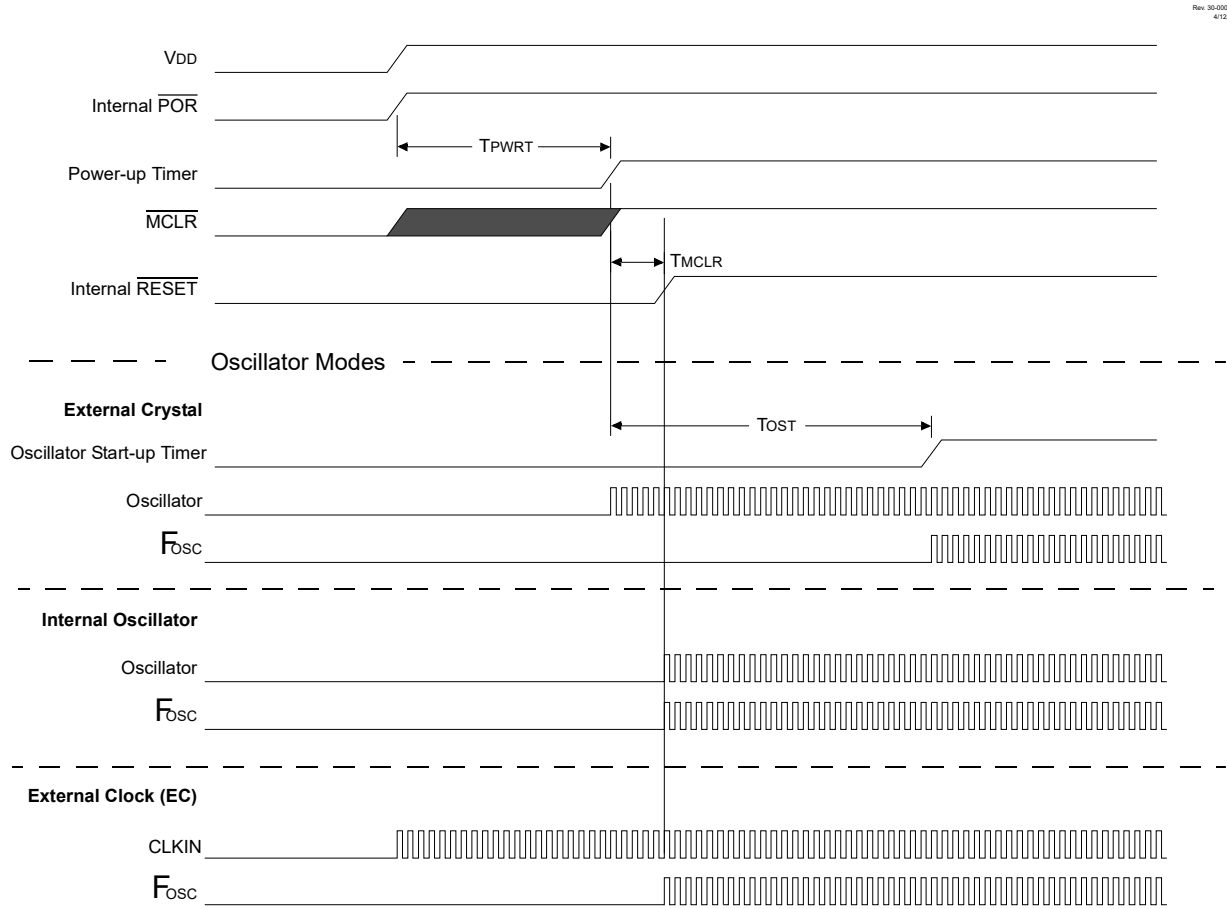 Rev. 30-000
4/12
VDD
Internal POR
TPWRT
Power-up Timer
MCLR
TMCLR
Internal RESET
Oscillator Modes
External Crystal
TOST
Oscillator Start-up Timer
Oscillator
FOSC
Internal Oscillator
Oscillator
FOSC
External Clock (EC)
CLKIN
FOSC